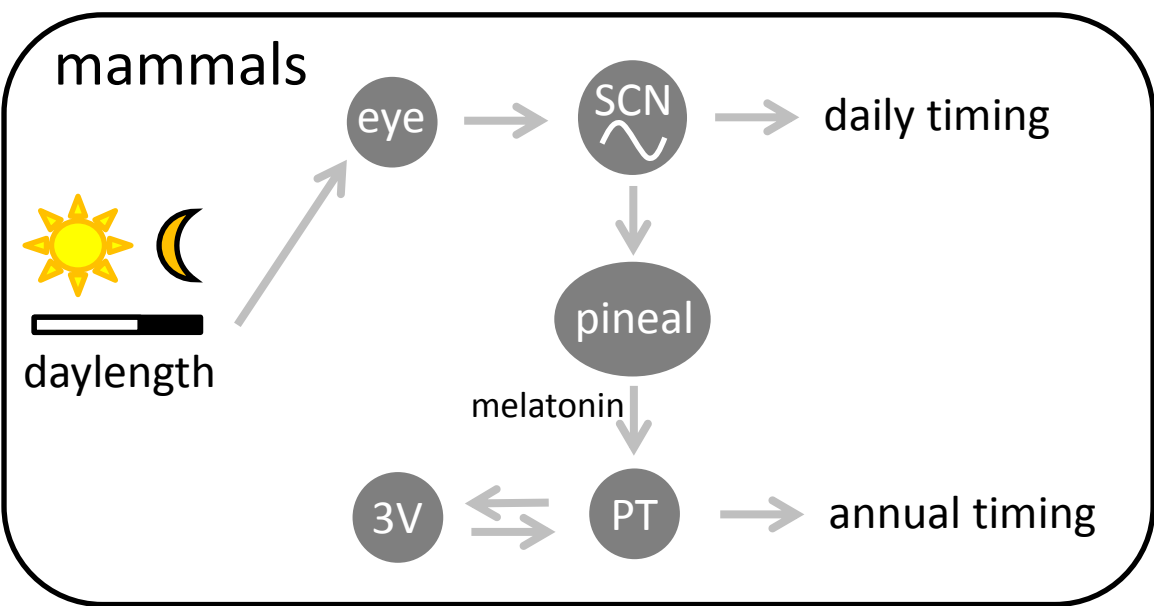 mammals
eye
SCN
daily timing
pineal
daylength
melatonin
3V
PT
annual timing